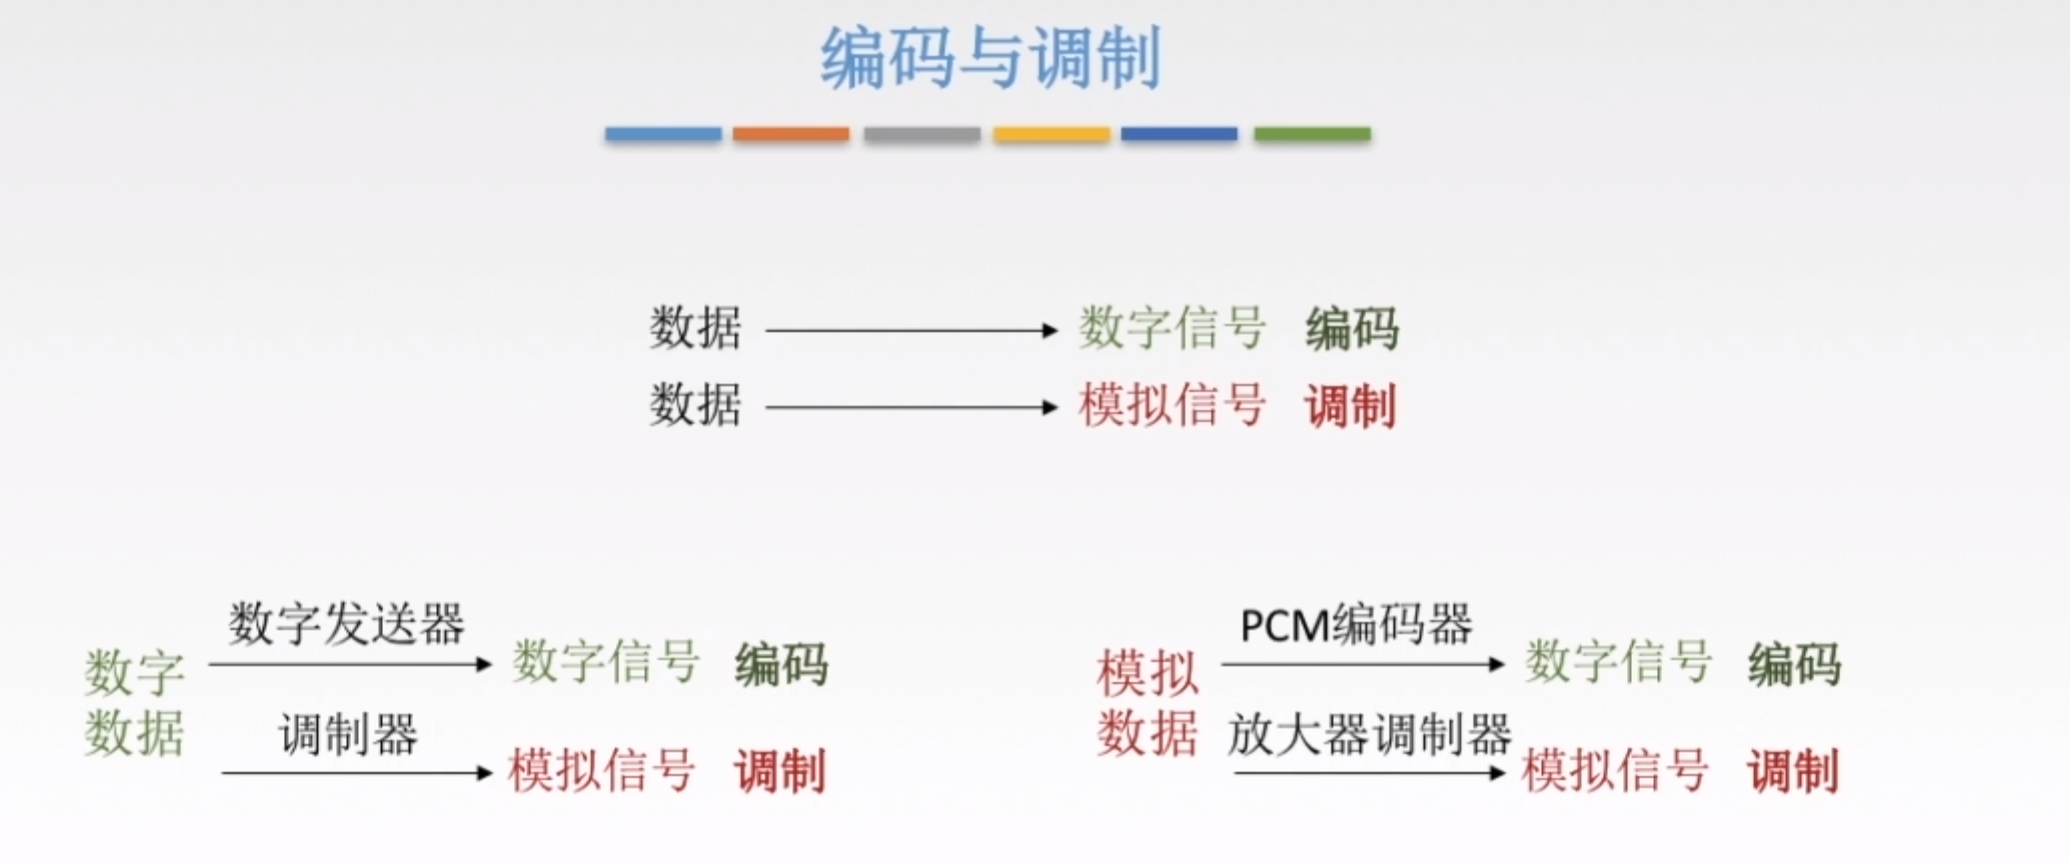 编码与调制
数据 数字信号 编码
数据 模拟信号 调制
数字发送器
数字
数据
数字信号 编码
调制器
模拟信号 调制
PCM编码器
模拟
数据
数字信号 编码
放大器调制器
模拟信号 调制